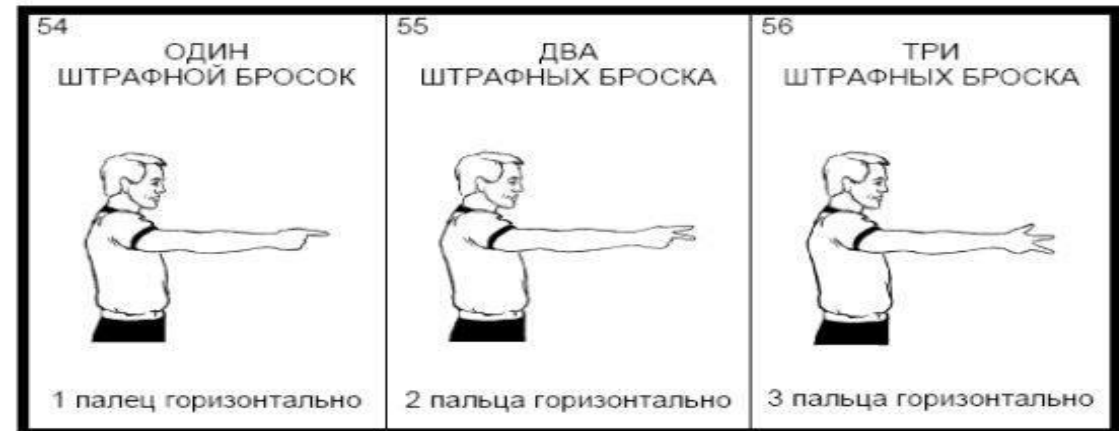 54
ОДИН
ШТРАФНОЙ БРОСОК
1 палец горизонтально
55
ДВА
ШТРАФНЫХ БРОСКА
2 пальца горизонтально
56
ТРИ
ШТРАФНЫХ БРОСКА
3 пальца горизонтально